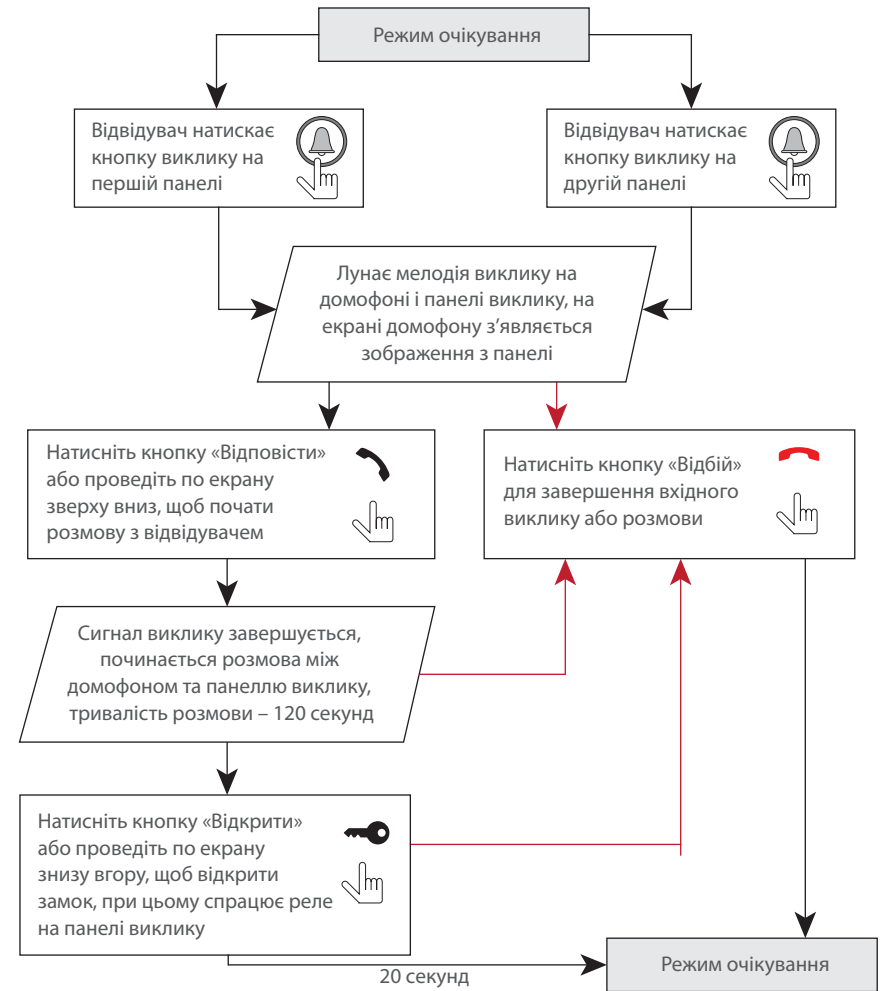 Режим очікування
Відвідувач натискає
кнопку виклику на
першій панелі
Відвідувач натискає
кнопку виклику на
другій панелі
Лунає мелодія виклику на
домофоні і панелі виклику, на
екрані домофону з’являється
зображення з панелі
Натисніть кнопку «Відповісти»
або проведіть по екрану
зверху вниз, щоб почати
розмову з відвідувачем
Натисніть кнопку «Відбій»
для завершення вхідного
виклику або розмови
Сигнал виклику завершується,
починається розмова між
домофоном та панеллю виклику,
тривалість розмови – 120 секунд
Натисніть кнопку «Відкрити»
або проведіть по екрану
знизу вгору, щоб відкрити
замок, при цьому спрацює реле
на панелі виклику
20 секунд
Режим очікування